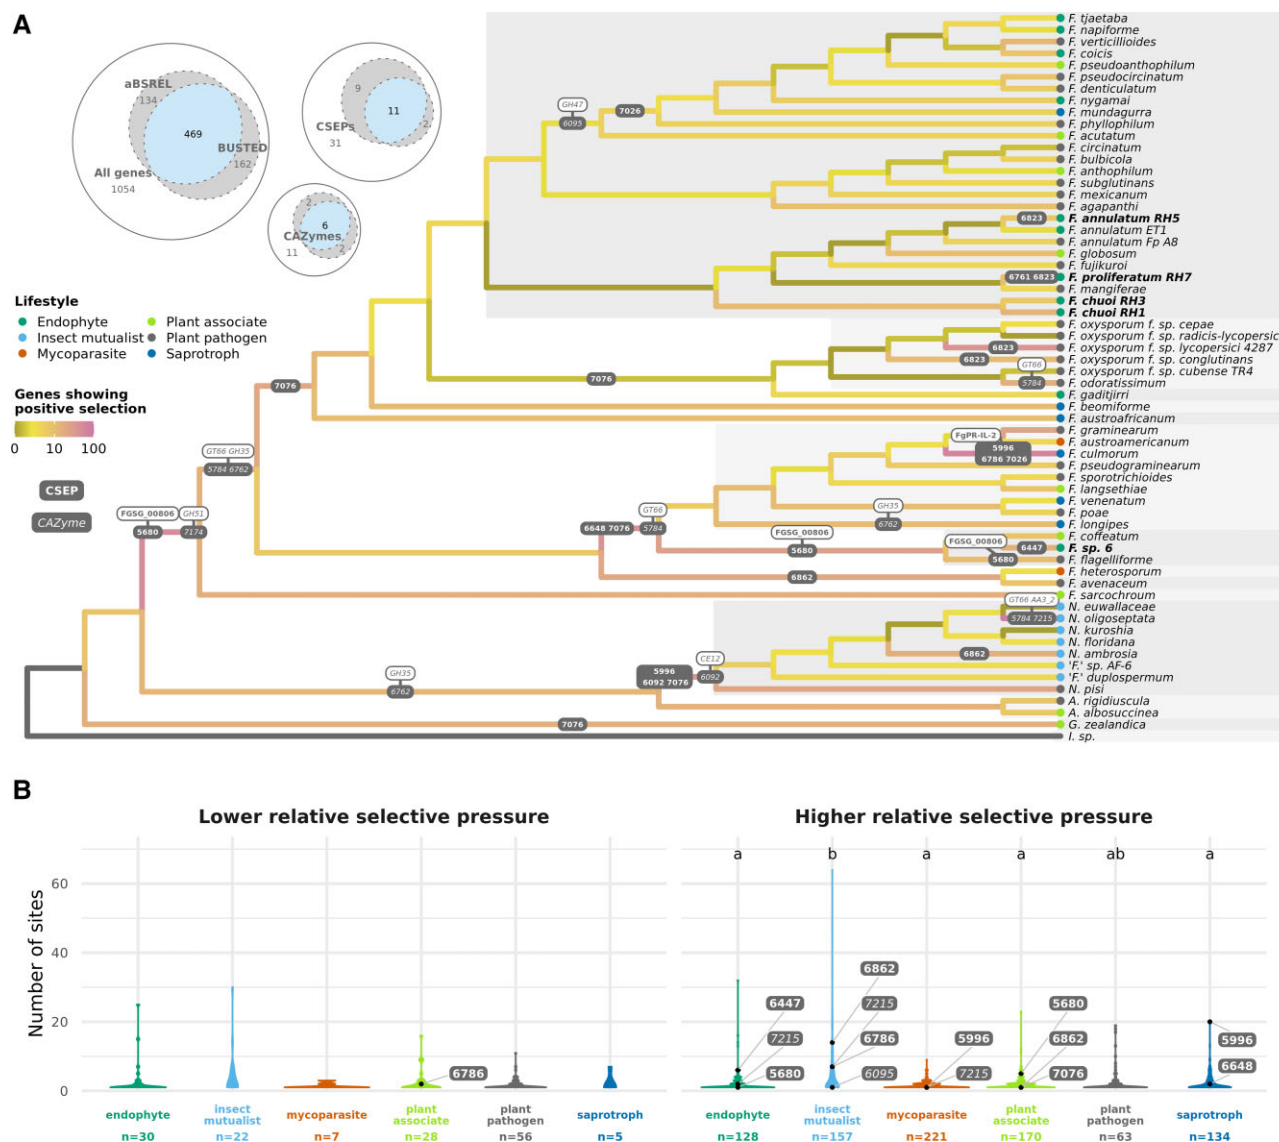 A
aBSREL
134
469
BUSTED
162
All genes
1054
9
11
CSEPs
2
31
2
6
CAZymes
11
2
Lifestyle
Endophyte
Plant associate
Insect mutualist
Plant pathogen
Mycoparasite
Saprotroph
Genes showing
positive selection
0 10 100
CSEP
CAZyme
GH47
6095
7026
6823
6761 6823
6823
6823
GT66
5784
7076
7076
GT66 GH35
5784 6762
FgPR-IL-2
5996
6786 7026
FGSG_00806
5680
GH51
7174
GT66
5784
6648 7076
GH35
6762
FGSG_00806
5680
FGSG_00806
5680
6447
6862
GT66 AA3_2
5784 7215
6862
CE12
6092
5996
6092 7076
GH35
6762
7076
F. tjaetaba
F. napiforme
F. verticillioides
F. coicis
F. pseudoanthophilum
F. pseudocircinatum
F. denticulatum
F. nygamai
F. mundagurra
F. phyllophilum
F. acutatum
F. circinatum
F. bulbicola
F. anthophilum
F. subglutinans
F. mexicanum
F. agapanthi
F. annulatum RH5
F. annulatum ET1
F. annulatum Fp A8
F. globosum
F. fujikuroi
F. proliferatum RH7
F. mangiferae
F. chuoi RH3
F. chuoi RH1
F. oxysporum f. sp. cepae
F. oxysporum f. sp. radicis-lycopersic
F. oxysporum f. sp. lycopersici 4287
F. oxysporum f. sp. conglutinans
F. oxysporum f. sp. cubense TR4
F. odoratissimum
F. gaditjirri
F. beomiforme
F. austroafricanum
F. graminearum
F. austroamericanum
F. culmorum
F. pseudograminearum
F. sporotrichioides
F. langsethiae
F. venenatum
F. poae
F. longipes
F. coffeatum
F. sp. 6
F. flagelliforme
F. heterosporum
F. avenaceum
F. sarcochroum
N. euwallaceae
N. oligoseptata
N. kuroshia
N. floridana
N. ambrosia
'F.' sp. AF-6
'F.' duplospermum
N. pisi
A. rigidiuscula
A. albosuccinea
G. zealandica
I. sp.
B
Lower relative selective pressure
Higher relative selective pressure
a b a a ab a
Number of sites
60
40
20
0
6786
6447
7215
5680
6862
7215
6786
6095
5996
7215
5680
6862
7076
5996
6648
endophyte
insect
mutualist
mycoparasite
plant
associate
plant
pathogen
saprotroph
n=30 n=22 n=7 n=28 n=56 n=5
endophyte
insect
mutualist
mycoparasite
plant
associate
plant
pathogen
saprotroph
n=128 n=157 n=221 n=170 n=63 n=134